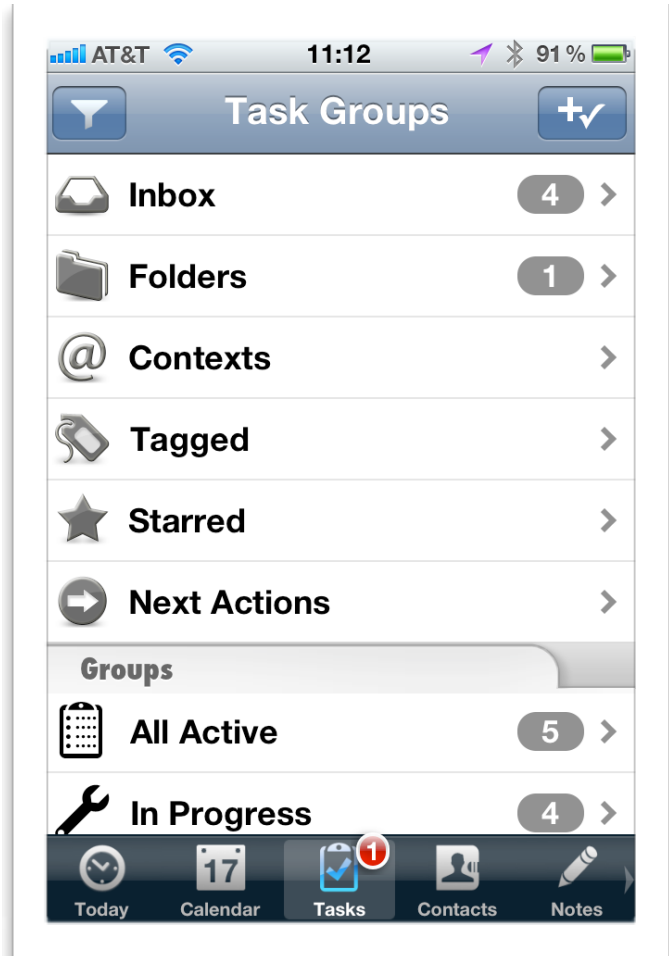 AT&T 11:12 91%
Task Groups
Inbox 4
Folders 1
@ Contexts
Tagged
Starred
Next Actions
Groups
All Active 5
In Progress 4
17 1
Today Calendar Tasks Contacts Notes